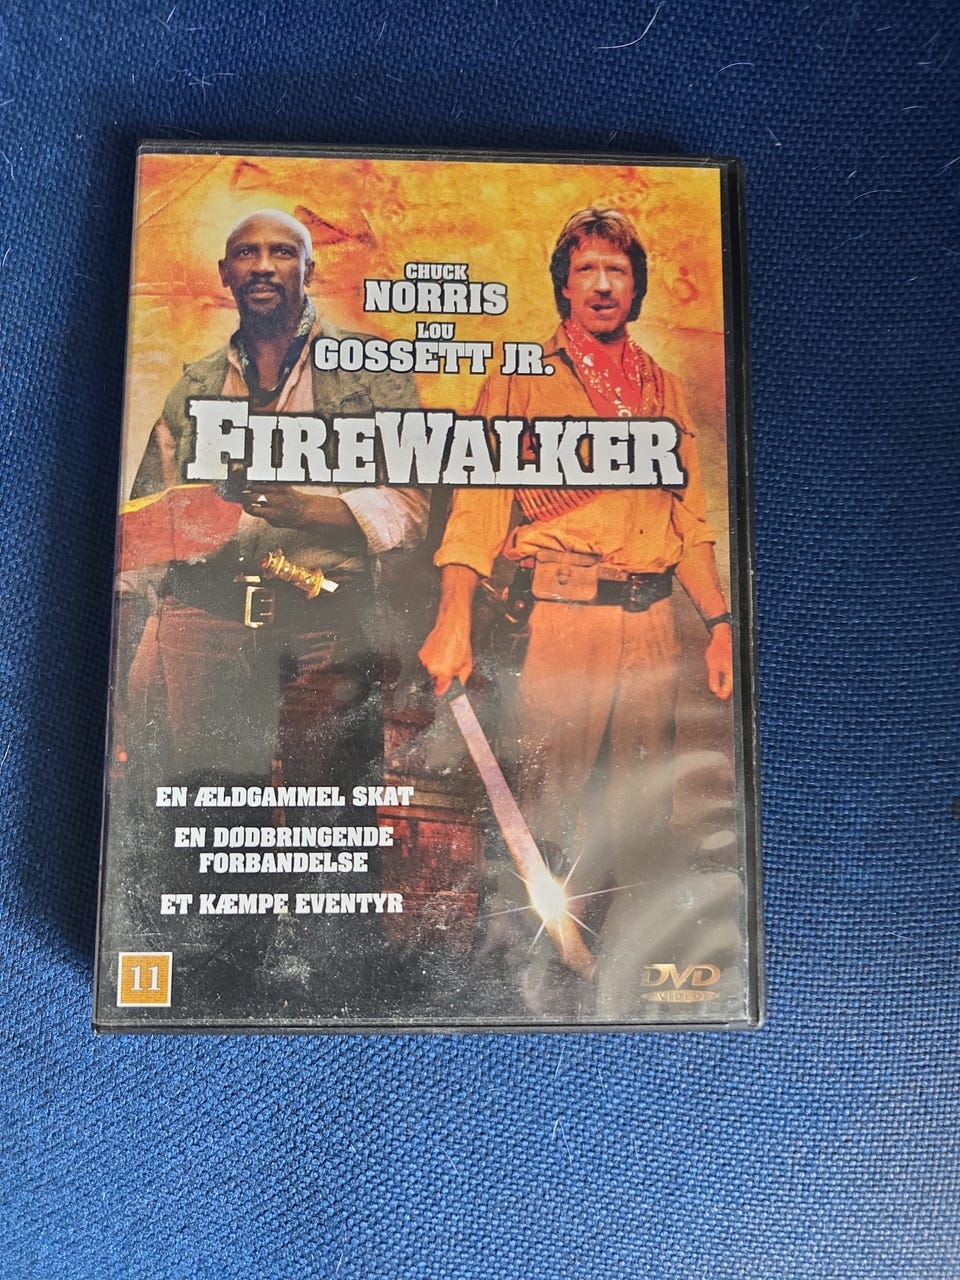 CHUCK
NORRIS
LOU
GOSSETT JR.
FIREWALKER
EN ÆLDGAMMEL SKAT
EN DØDBRINGENDE
FORBANDELSE
ET KÆMPE EVENTYR
11
DVD
VIDEO